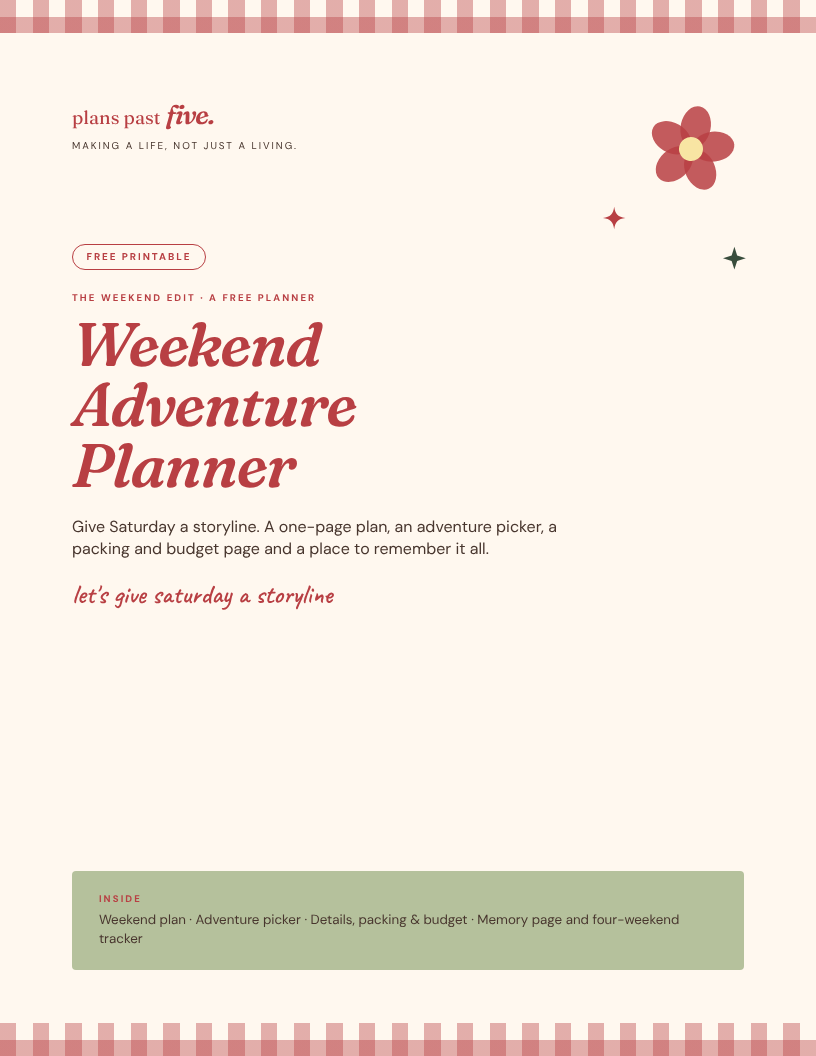 plans past five.
MAKING A LIFE, NOT JUST A LIVING.
FREE PRINTABLE
THE WEEKEND EDIT · A FREE PLANNER
Weekend
Adventure
Planner
Give Saturday a storyline. A one-page plan, an adventure picker, a
packing and budget page and a place to remember it all.
let's give saturday a storyline
INSIDE
Weekend plan · Adventure picker · Details, packing & budget · Memory page and four-weekend
tracker